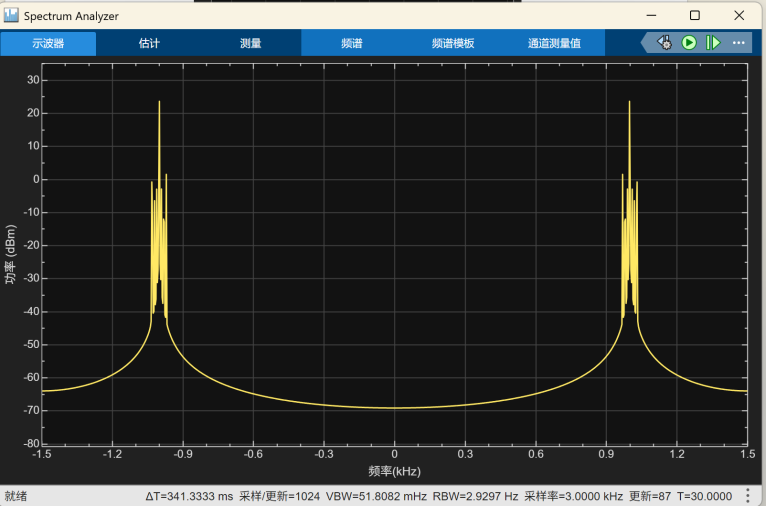 Spectrum Analyzer
示波器 估计 测量 频谱 频谱模板 通道测量值
30
20
10
0
-10
-20
-30
-40
-50
-60
-70
-80
功率 (dBm)
-1.5 -1.2 -0.9 -0.6 -0.3 0 0.3 0.6 0.9 1.2 1.5
频率(kHz)
就绪 ΔT=341.3333 ms 采样/更新=1024 VBW=51.8082 mHz RBW=2.9297 Hz 采样率=3.0000 kHz 更新=87 T=30.0000